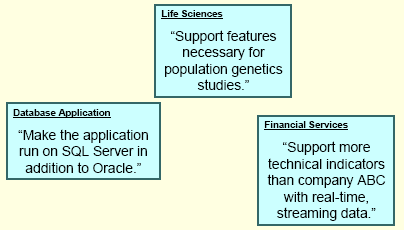 Life Sciences
“Support features
necessary for
population genetics
studies.”
Database Application
“Make the application
run on SQL Server in
addition to Oracle.”
Financial Services
“Support more
technical indicators
than company ABC
with real-time,
streaming data.”